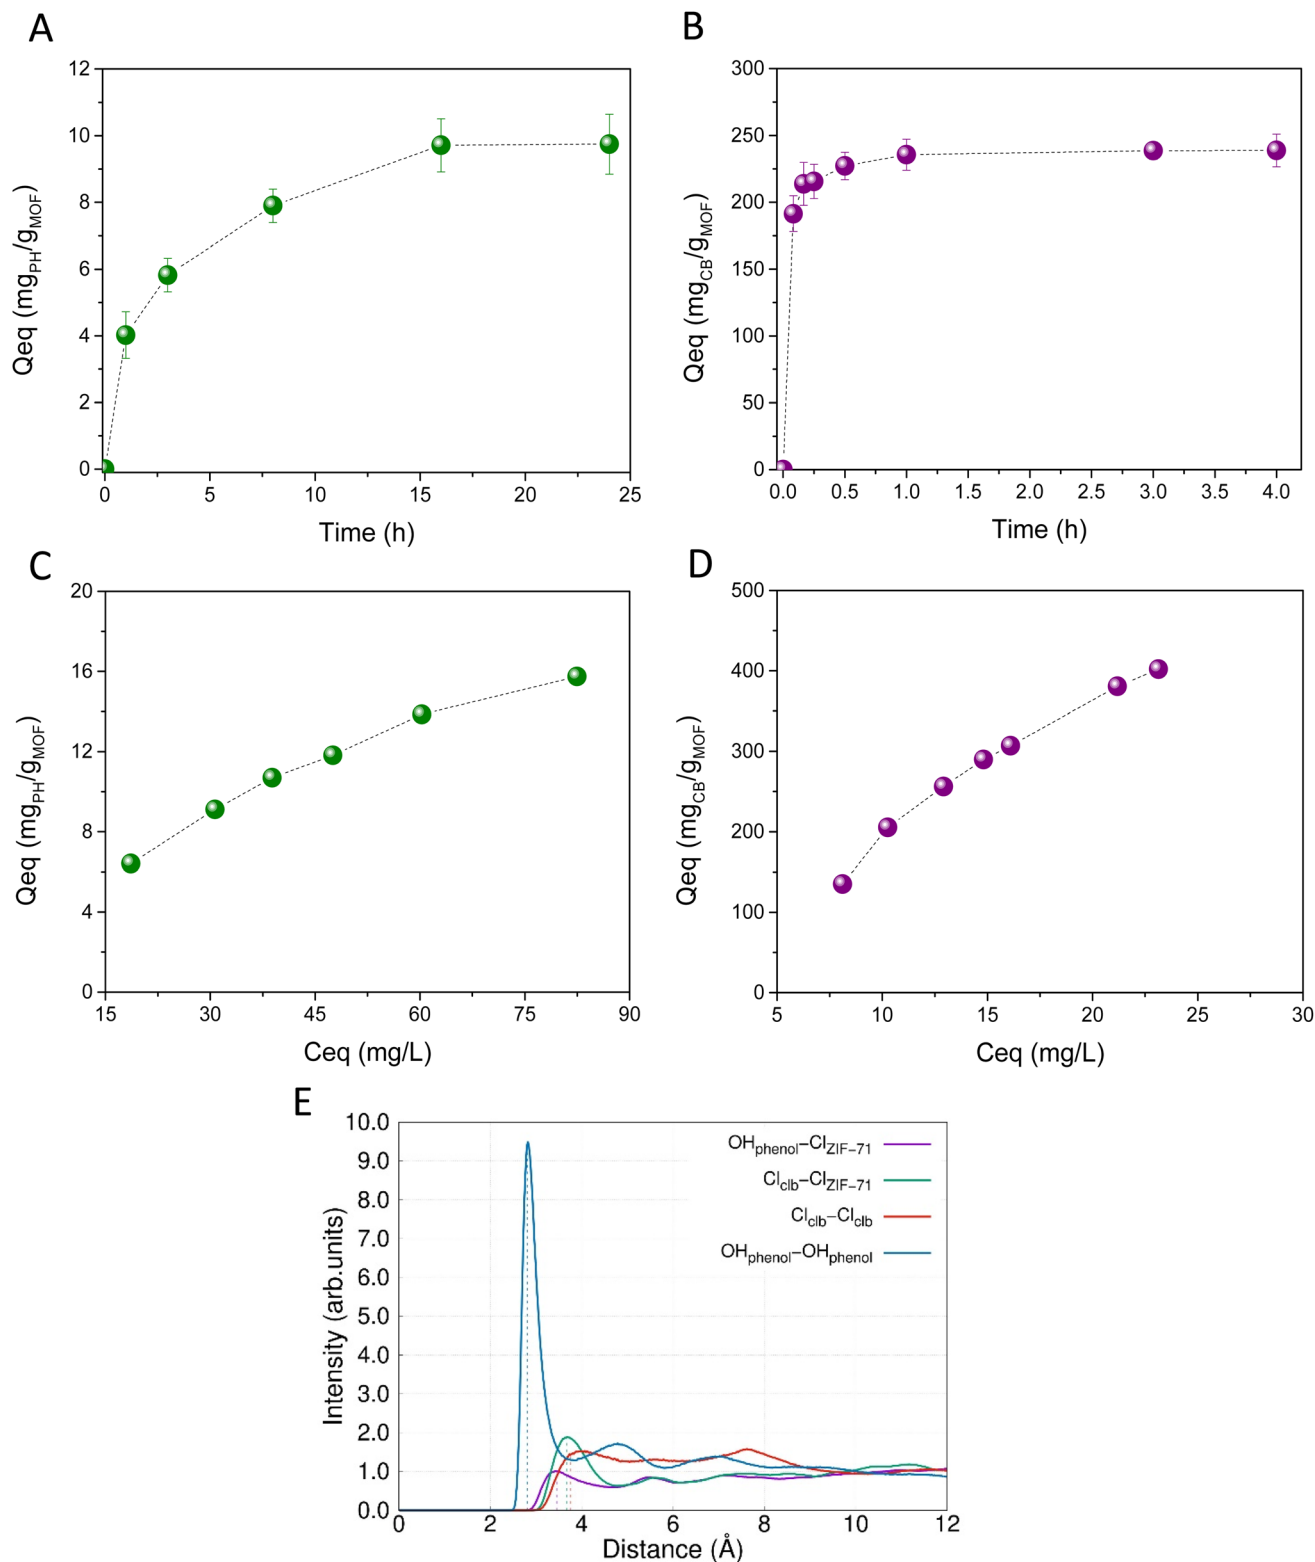 A
12
10
8
6
4
2
0
Qeq (mgPH/gMOF)
0 5 10 15 20 25
Time (h)
B
300
250
200
150
100
50
0
Qeq (mgCB/gMOF)
0.0 0.5 1.0 1.5 2.0 2.5 3.0 3.5 4.0
Time (h)
C
20
16
12
8
4
0
Qeq (mgPH/gMOF)
15 30 45 60 75 90
Ceq (mg/L)
D
500
400
300
200
100
0
Qeq (mgCB/gMOF)
5 10 15 20 25 30
Ceq (mg/L)
E
10.0
9.0
8.0
7.0
6.0
5.0
4.0
3.0
2.0
1.0
0.0
Intensity (arb.units)
OHphenol–ClZIF–71
Clclb–ClZIF–71
Clclb–Clclb
OHphenol–OHphenol
0 2 4 6 8 10 12
Distance (Å)